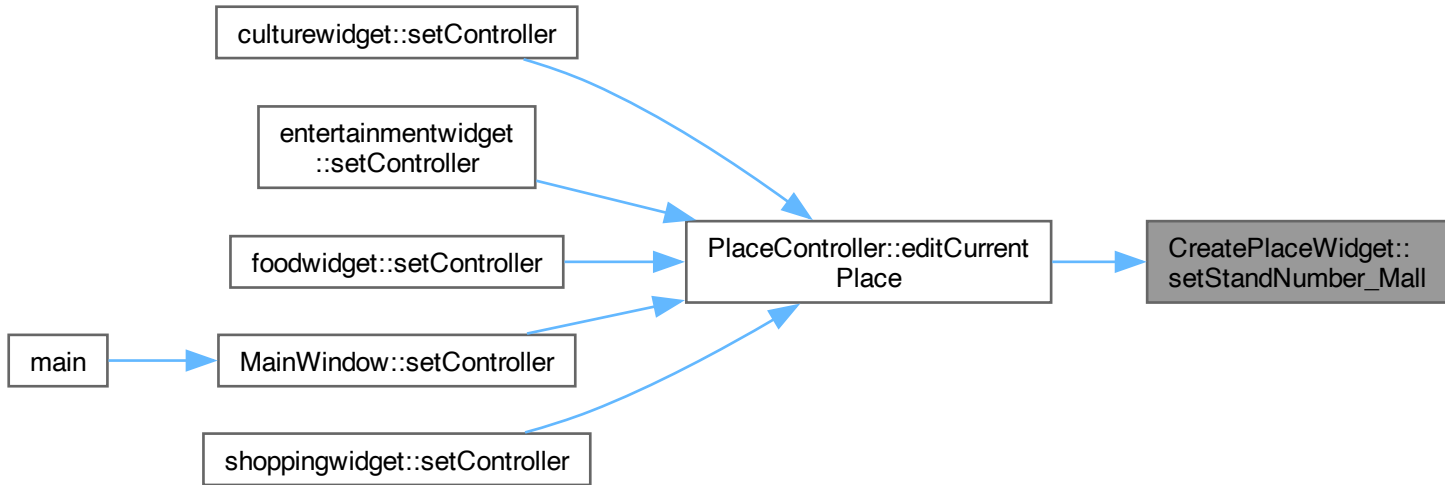 culturewidget::setController
entertainmentwidget
::setController
foodwidget::setController
main
MainWindow::setController
shoppingwidget::setController
PlaceController::editCurrent
Place
CreatePlaceWidget::
setStandNumber_Mall